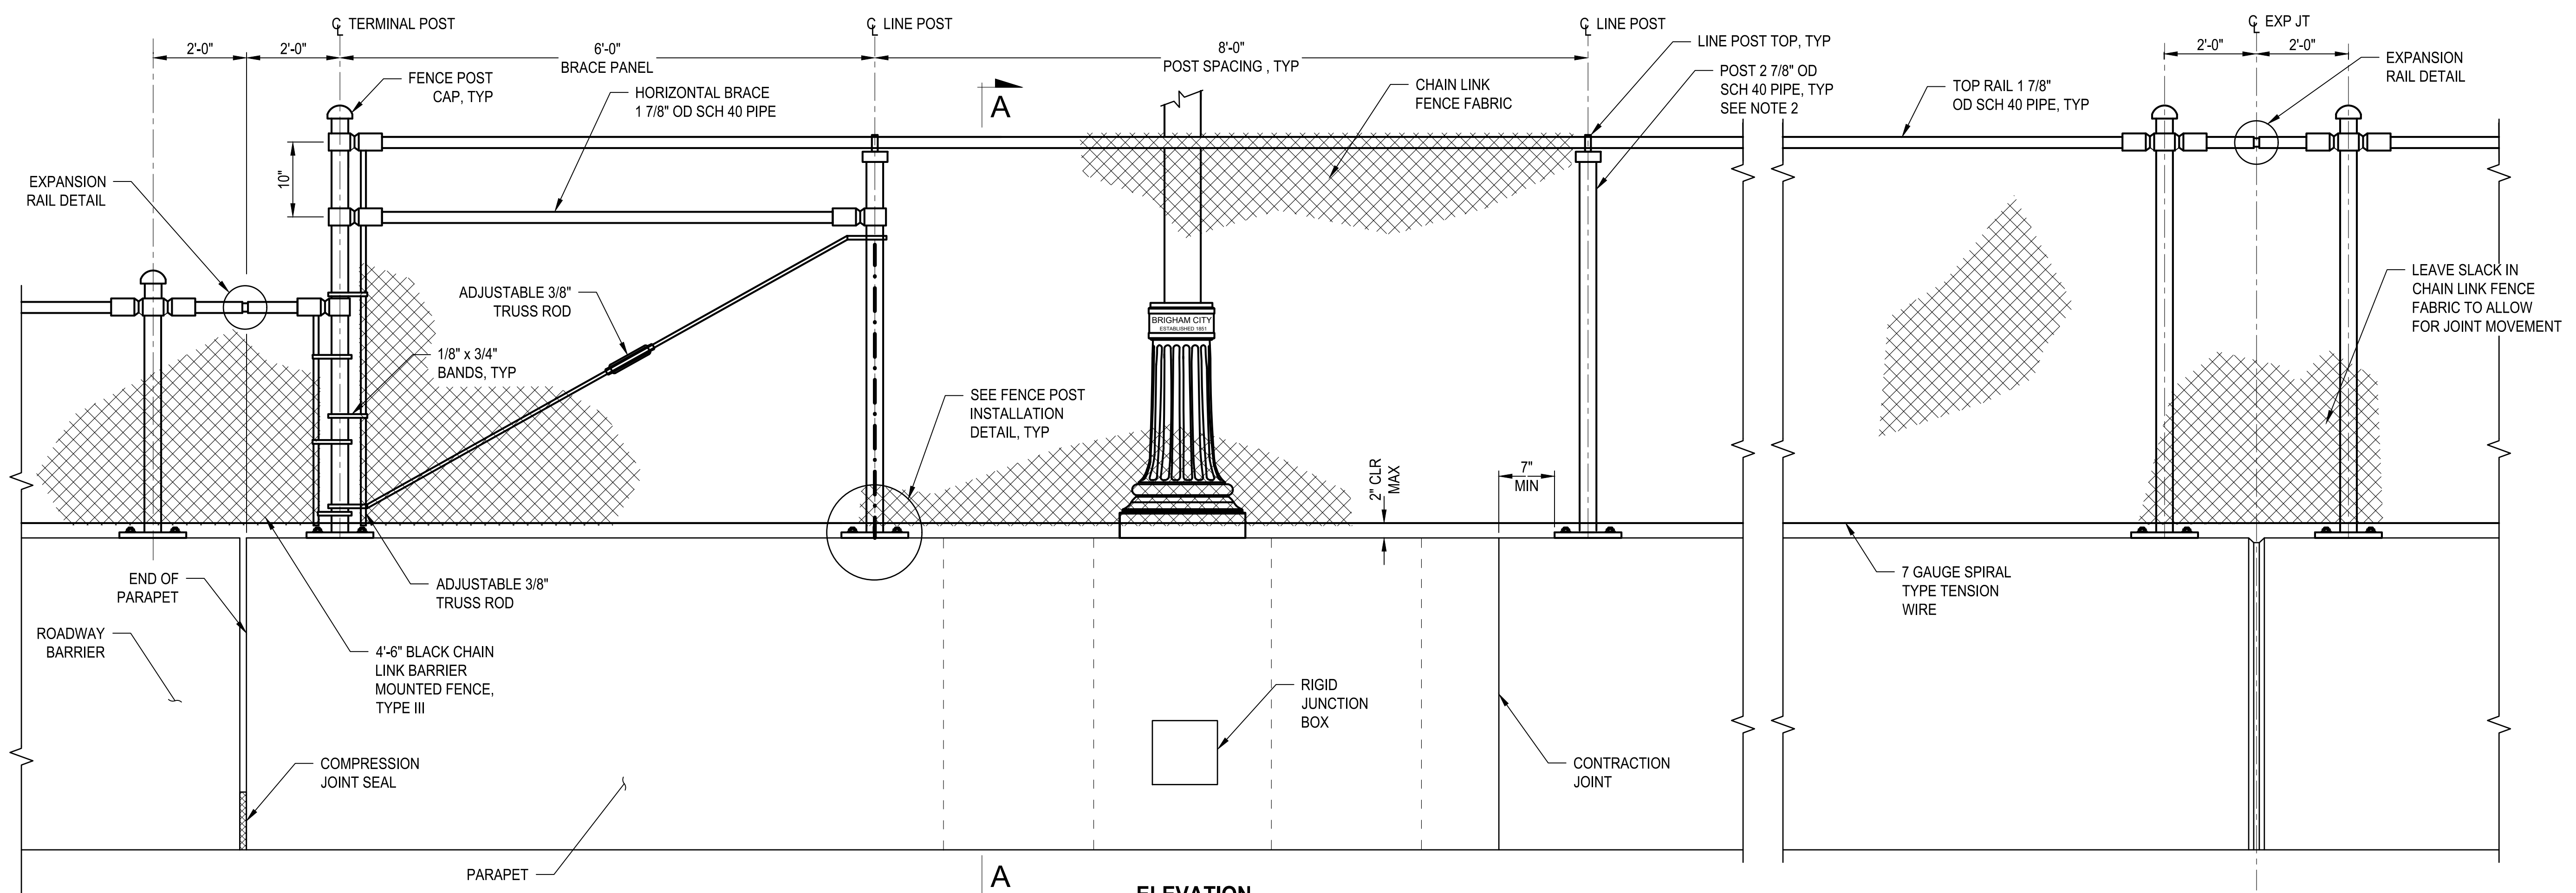 ℄ TERMINAL POST
℄ LINE POST
℄ LINE POST
℄ EXP JT
2'-0"
2'-0"
6'-0"
BRACE PANEL
8'-0"
POST SPACING , TYP
2'-0"
2'-0"
LINE POST TOP, TYP
EXPANSION
RAIL DETAIL
FENCE POST
CAP, TYP
HORIZONTAL BRACE
1 7/8" OD SCH 40 PIPE
A
CHAIN LINK
FENCE FABRIC
POST 2 7/8" OD
SCH 40 PIPE, TYP
SEE NOTE 2
TOP RAIL 1 7/8"
OD SCH 40 PIPE, TYP
10"
EXPANSION
RAIL DETAIL
ADJUSTABLE 3/8"
TRUSS ROD
BRIGHAM CITY
ESTABLISHED 1851
LEAVE SLACK IN
CHAIN LINK FENCE
FABRIC TO ALLOW
FOR JOINT MOVEMENT
1/8" x 3/4"
BANDS, TYP
SEE FENCE POST
INSTALLATION
DETAIL, TYP
2" CLR
MAX
7"
MIN
END OF
PARAPET
ADJUSTABLE 3/8"
TRUSS ROD
7 GAUGE SPIRAL
TYPE TENSION
WIRE
ROADWAY
BARRIER
4'-6" BLACK CHAIN
LINK BARRIER
MOUNTED FENCE,
TYPE III
RIGID
JUNCTION
BOX
COMPRESSION
JOINT SEAL
CONTRACTION
JOINT
PARAPET
A
ELEVATION